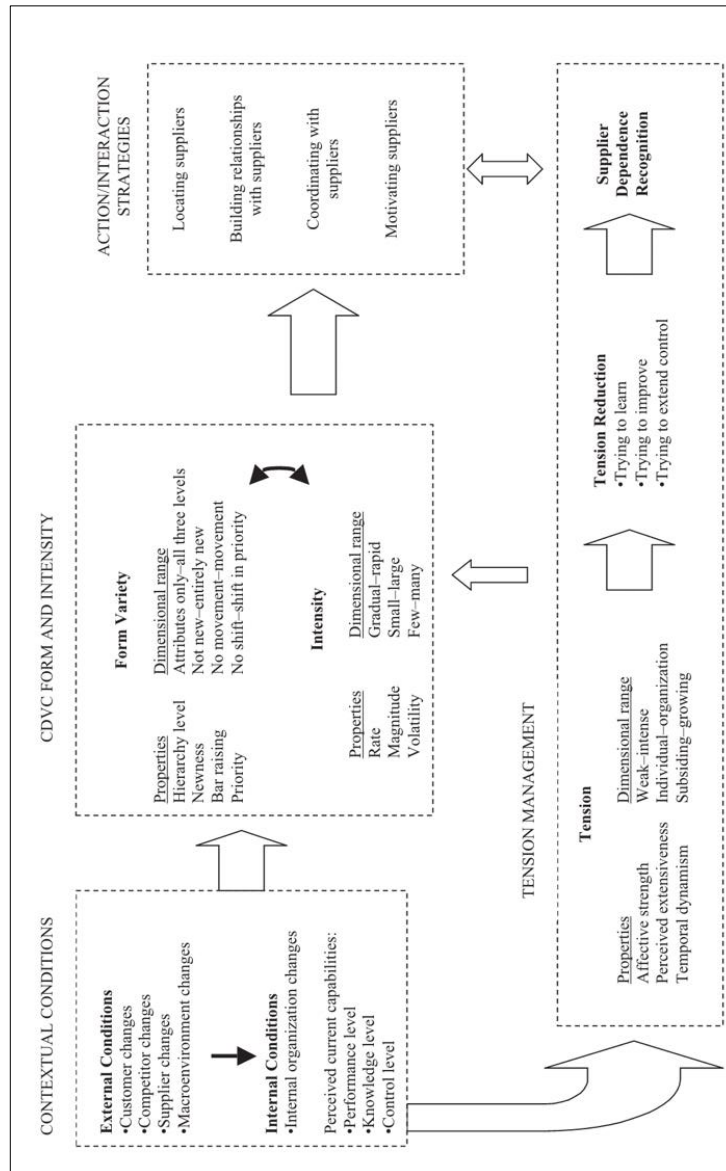 CONTEXTUAL CONDITIONS
External Conditions
•Customer changes
•Competitor changes
•Supplier changes
•Macroenvironment changes
Internal Conditions
•Internal organization changes
Perceived current capabilities:
•Performance level
•Knowledge level
•Control level
CDVC FORM AND INTENSITY
Form Variety
Properties
Hierarchy level
Newness
Bar raising
Priority
Dimensional range
Attributes only–all three levels
Not new–entirely new
No movement–movement
No shift–shift in priority
Intensity
Properties
Rate
Magnitude
Volatility
Dimensional range
Gradual–rapid
Small–large
Few–many
ACTION/INTERACTION
STRATEGIES
Locating suppliers
Building relationships
with suppliers
Coordinating with
suppliers
Motivating suppliers
TENSION MANAGEMENT
Tension
Properties
Affective strength
Perceived extensiveness
Temporal dynamism
Dimensional range
Weak–intense
Individual–organization
Subsiding–growing
Tension Reduction
•Trying to learn
•Trying to improve
•Trying to extend control
Supplier
Dependence
Recognition